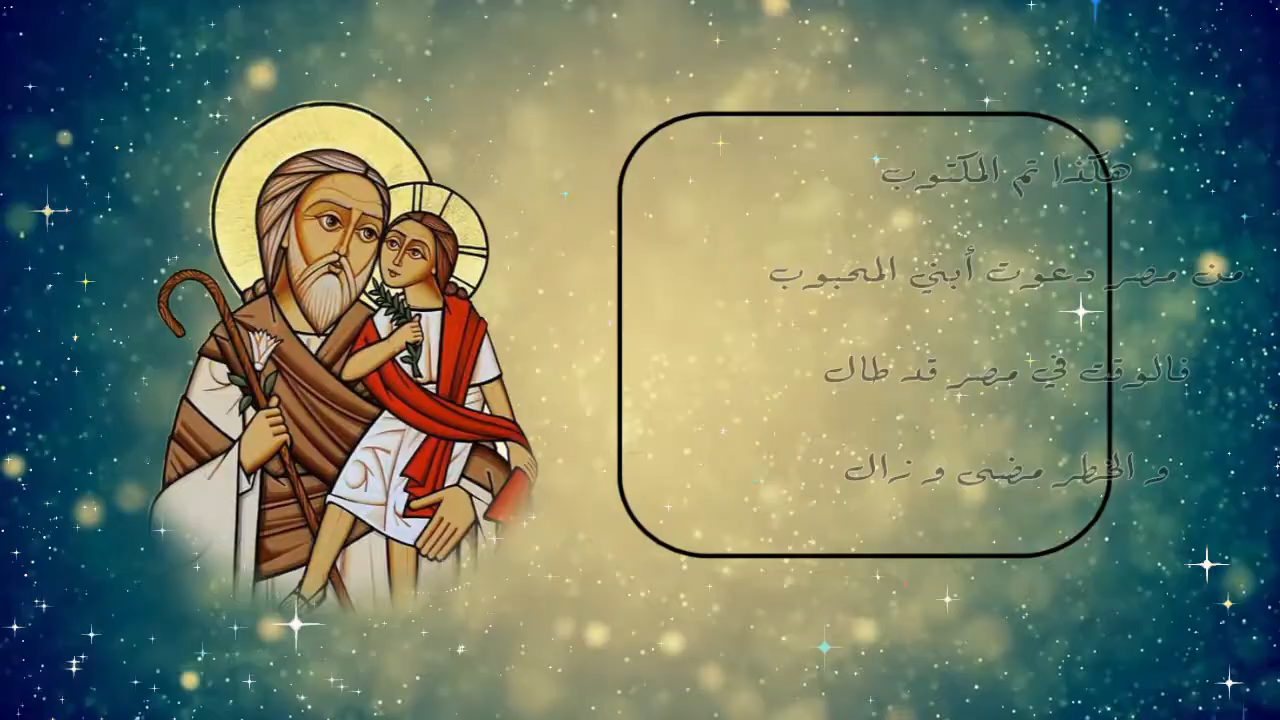 هكذا تم المكتوب
من مصر دعوت أبني المحبوب
فالوقت في مصر قد طال
و الخطر مضى و زال